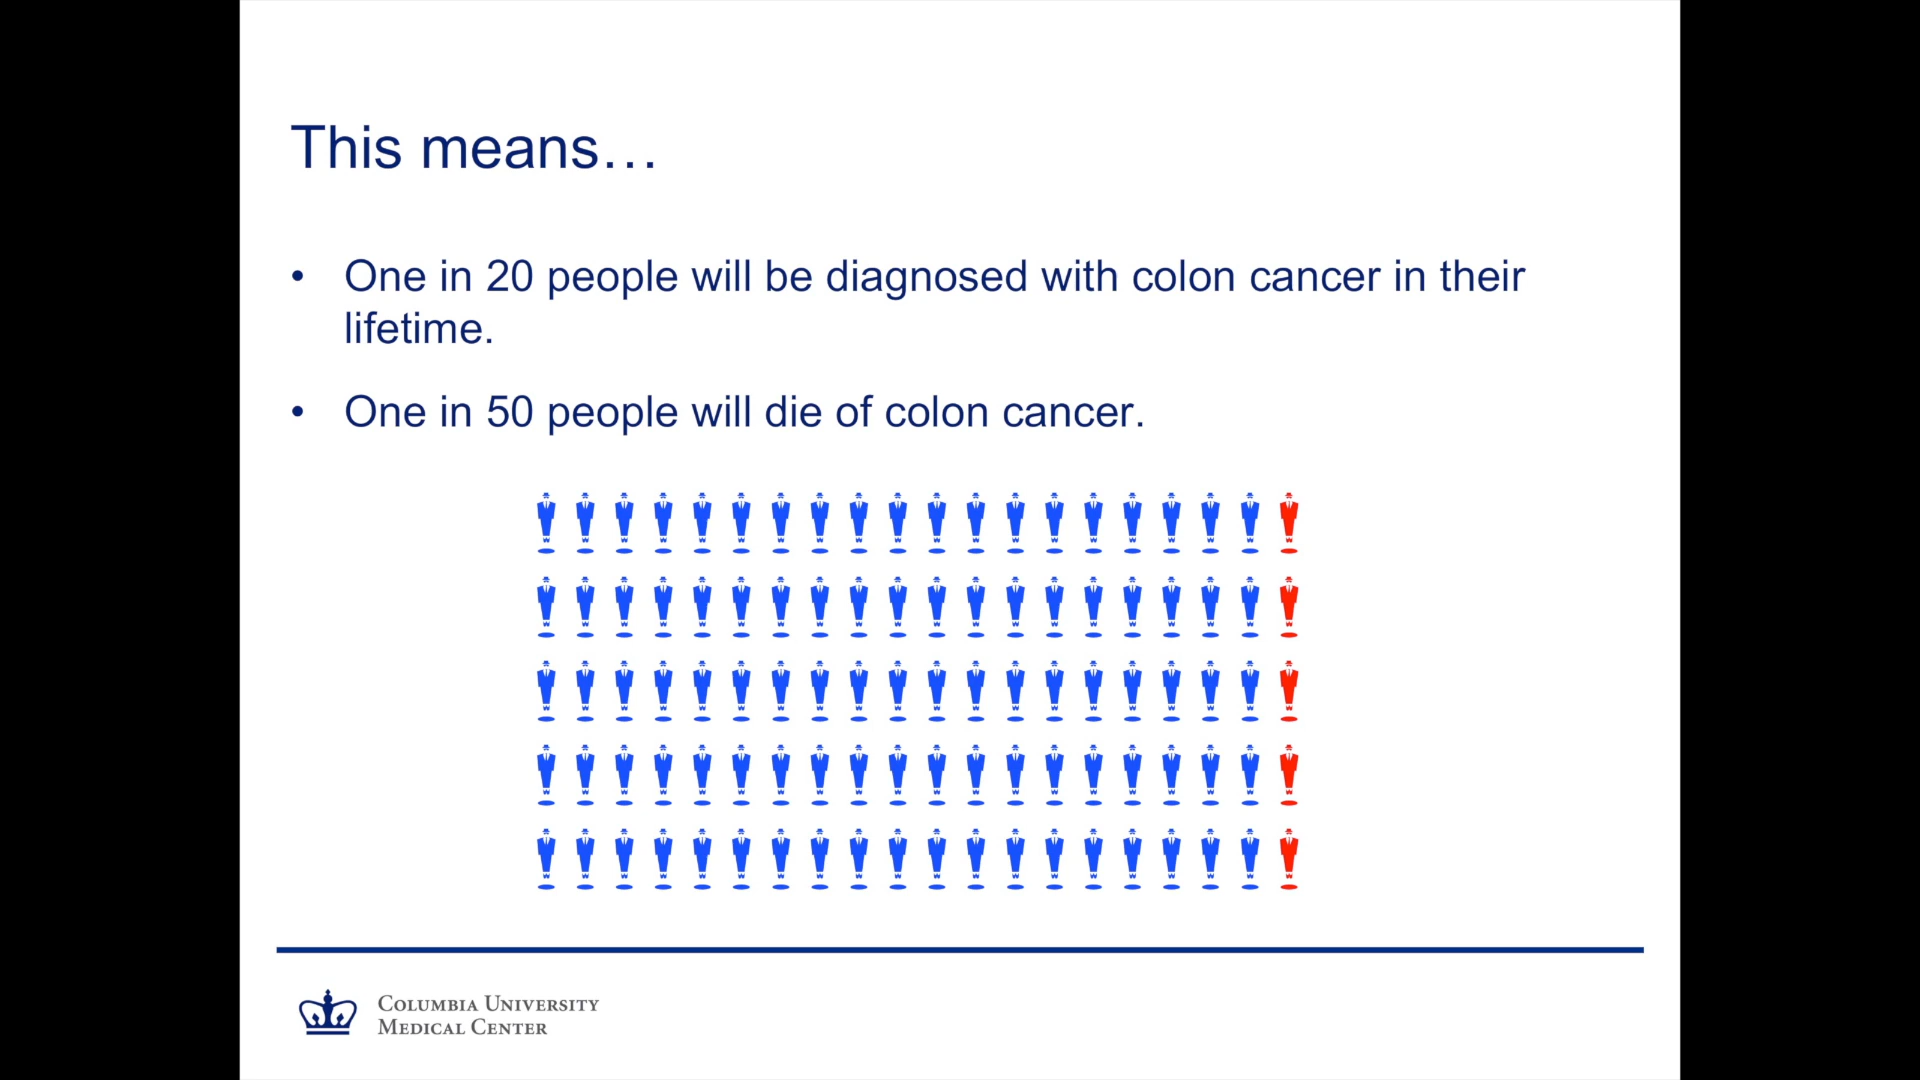 This means…
• One in 20 people will be diagnosed with colon cancer in their
lifetime.
• One in 50 people will die of colon cancer.
COLUMBIA UNIVERSITY
MEDICAL CENTER